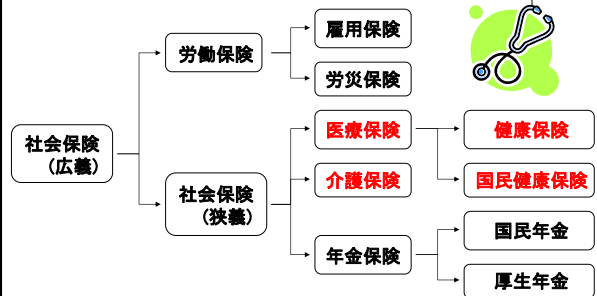 雇用保険
労働保険
労災保険
医療保険
健康保険
社会保険
(広義)
介護保険
国民健康保険
社会保険
(狭義)
国民年金
年金保険
厚生年金